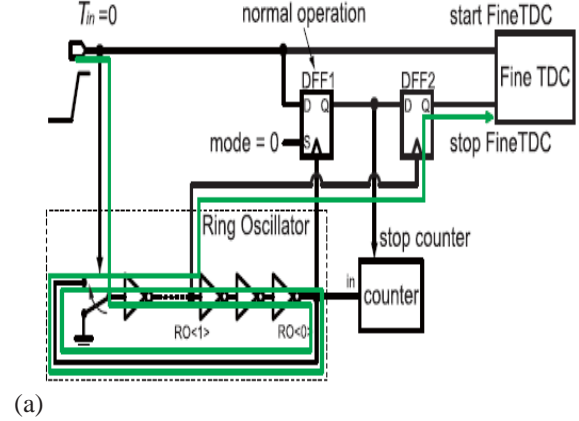 T_in =0
normal operation
start FineTDC
DFF1
DFF2
Fine TDC
D Q
D Q
mode = 0
S
stop FineTDC
Ring Oscillator
stop counter
in
counter
RO<1>
RO<0>
(a)